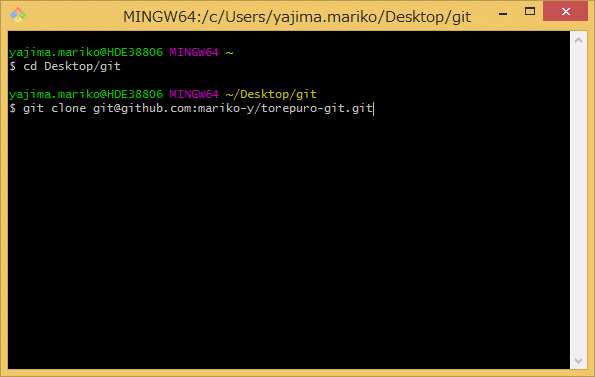 MINGW64:/c/Users/yajima.mariko/Desktop/git
yajima.mariko@HDE38806 MINGW64 ~
$ cd Desktop/git
yajima.mariko@HDE38806 MINGW64 ~/Desktop/git
$ git clone git@github.com:mariko-y/torepuro-git.git